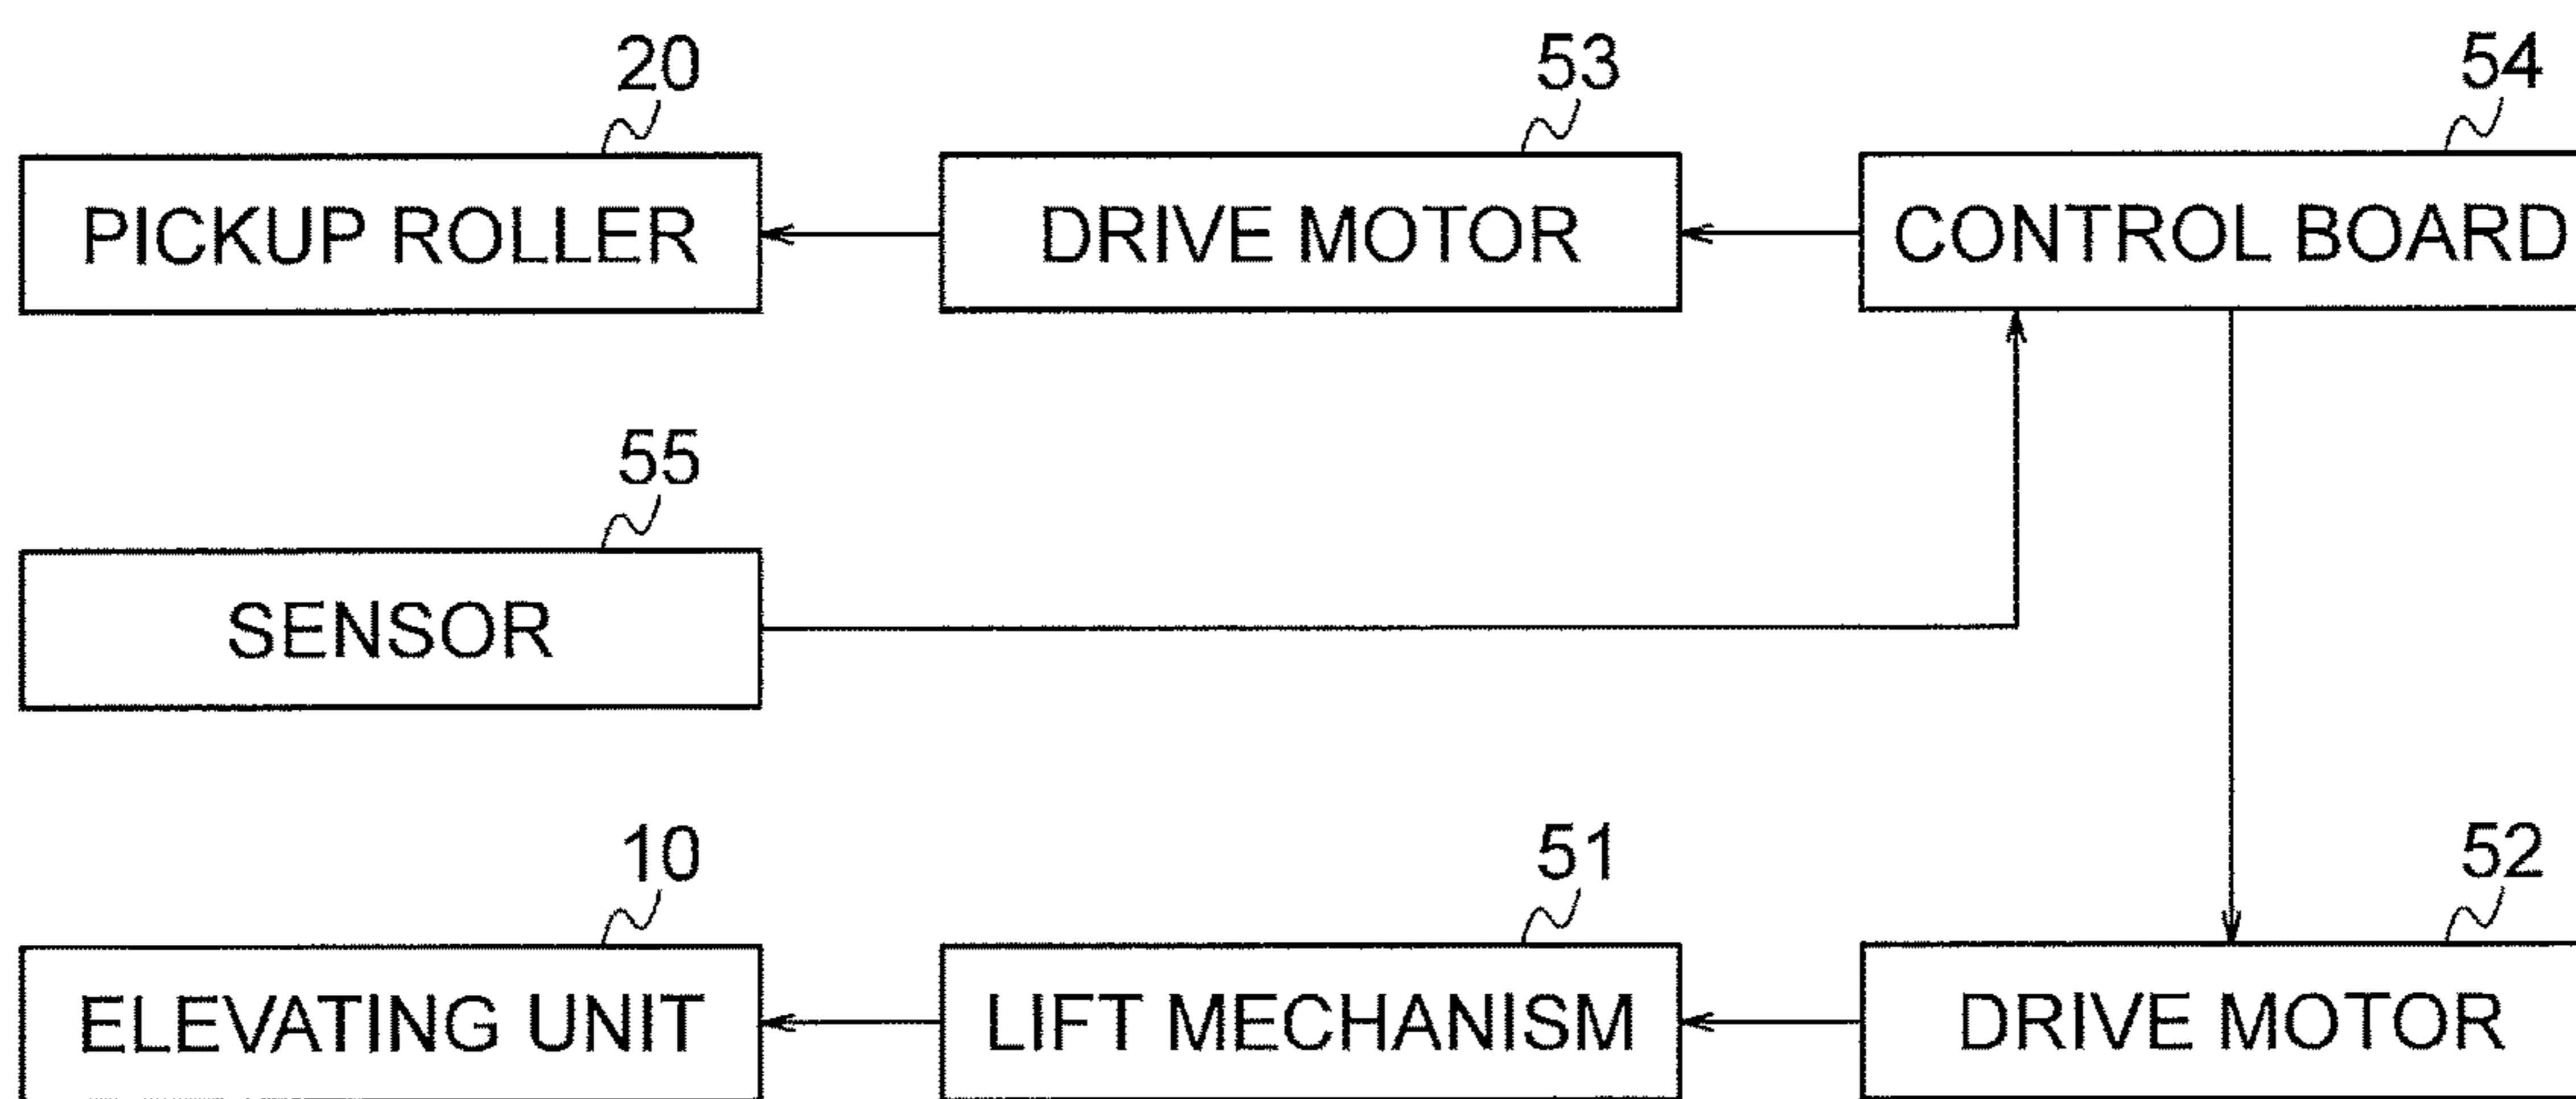 20 53 54
PICKUP ROLLER DRIVE MOTOR CONTROL BOARD
55
SENSOR
10 51 52
ELEVATING UNIT LIFT MECHANISM DRIVE MOTOR